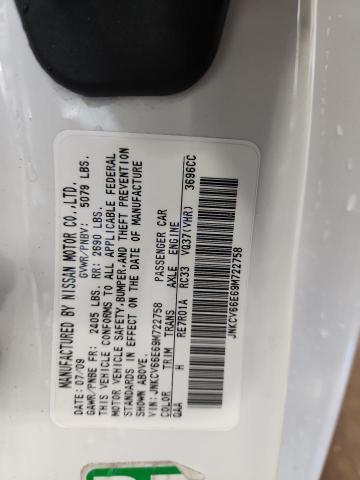 MANUFACTURED BY NISSAN MOTOR CO.,LTD.
DATE: 07/09 GVWR/PNBV: 5079 LBS.
GAWR/PNBE FR: 2405 LBS. RR: 2690 LBS.
THIS VEHICLE CONFORMS TO ALL APPLICABLE FEDERAL
MOTOR VEHICLE SAFETY,BUMPER,AND THEFT PREVENTION
STANDARDS IN EFFECT ON THE DATE OF MANUFACTURE
SHOWN ABOVE.
VIN: JNKCV66E69M722758 PASSENGER CAR
COLOR TRIM TRANS AXLE ENGINE
QAA H RE7R01A RC33 VQ37(VHR) 3696CC
JNKCV66E69M722758